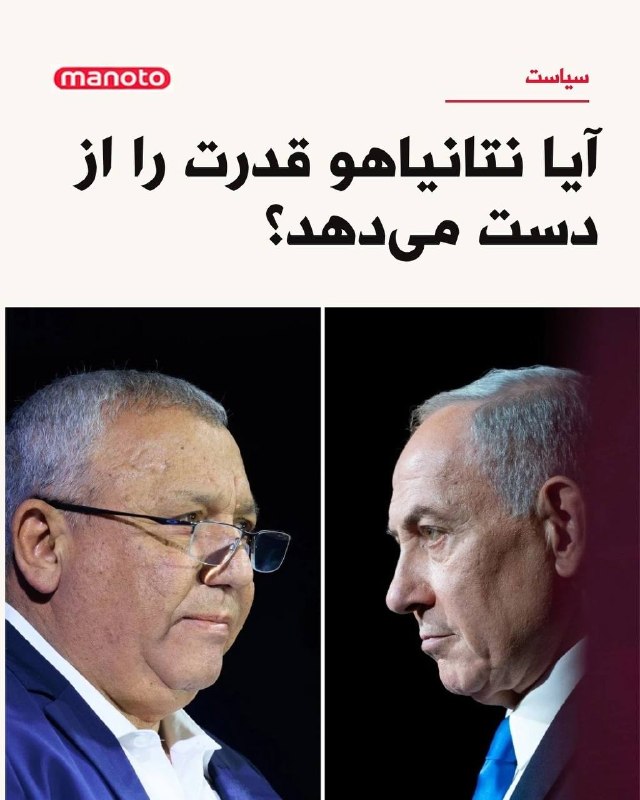 manoto
سیاست
آیا نتانیاهو قدرت را از
دست می‌دهد؟